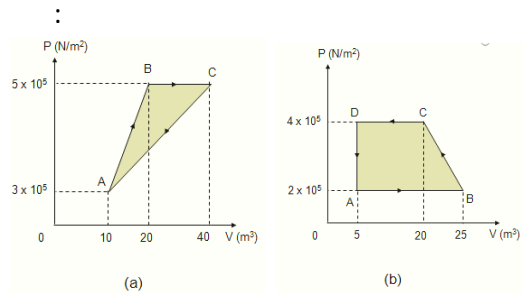 :
P (N/m²)
B
C
5 x 10⁵
A
3 x 10⁵
0
10
20
40
V (m³)
(a)
P (N/m²)
D
C
4 x 10⁵
2 x 10⁵
A
B
0
5
20
25
V (m³)
(b)